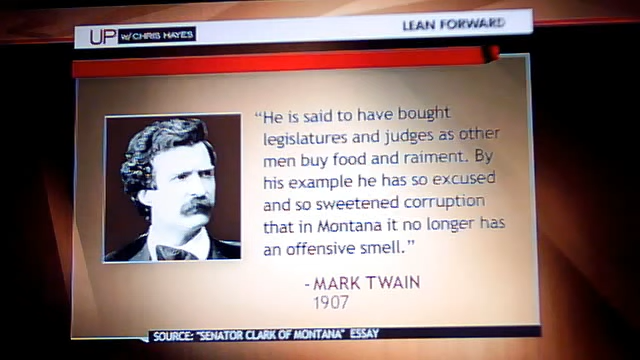 UP w/ CHRIS HAYES
LEAN FORWARD
“He is said to have bought
legislatures and judges as other
men buy food and raiment. By
his example he has so excused
and so sweetened corruption
that in Montana it no longer has
an offensive smell.”
- MARK TWAIN
1907
SOURCE: "SENATOR CLARK OF MONTANA" ESSAY